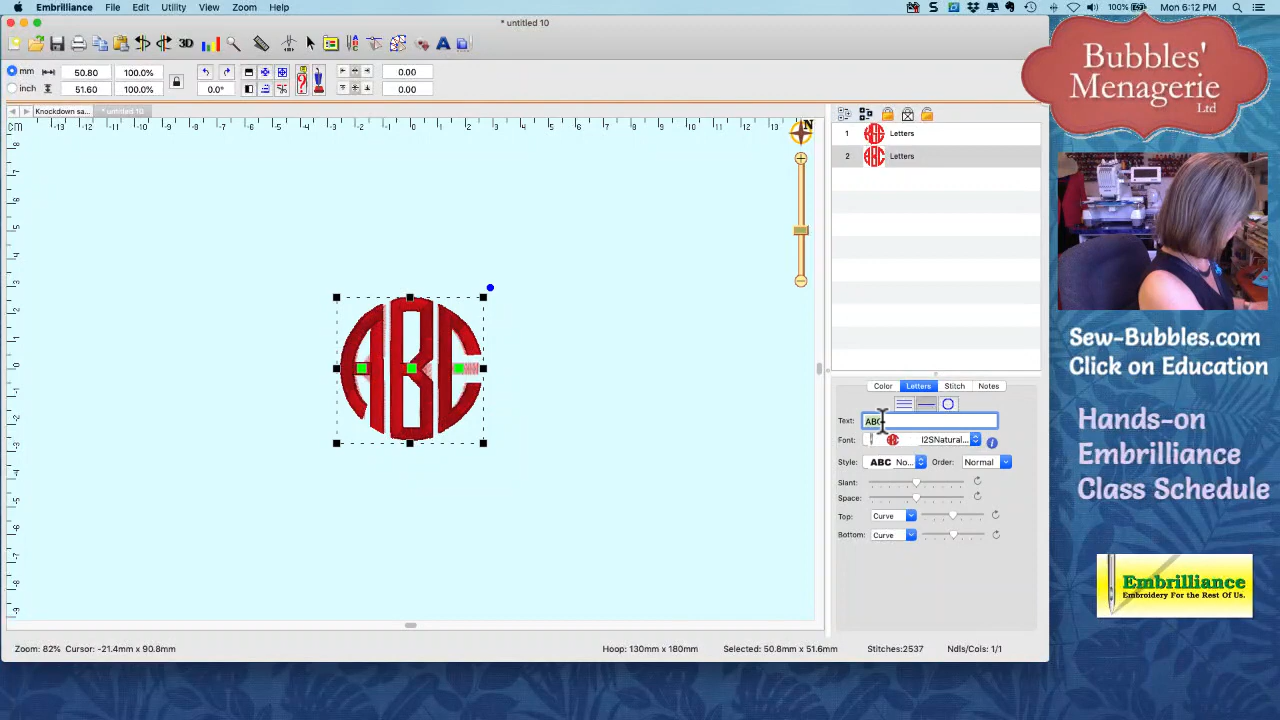 Embrilliance File Edit Utility View Zoom Help
100% Mon 6:12 PM
* untitled 10
3D
mm 50.80 100.0% 0.00
inch 51.60 100.0% 0.0° 0.00
Knockdown sa... * untitled 10
cm
N
1 Letters
2 Letters
ABC
Color Letters Stitch Notes
Text: ABC
Font: I2SNatural...
Style: ABC No... Order: Normal
Slant:
Space:
Top: Curve
Bottom: Curve
Zoom: 82% Cursor: -21.4mm x 90.8mm Hoop: 130mm x 180mm Selected: 50.8mm x 51.6mm Stitches:2537 Ndls/Cols: 1/1
Bubbles'
Menagerie
Ltd
Sew-Bubbles.com
Click on Education
Hands-on
Embrilliance
Class Schedule
Embrilliance
Embroidery For the Rest Of Us.